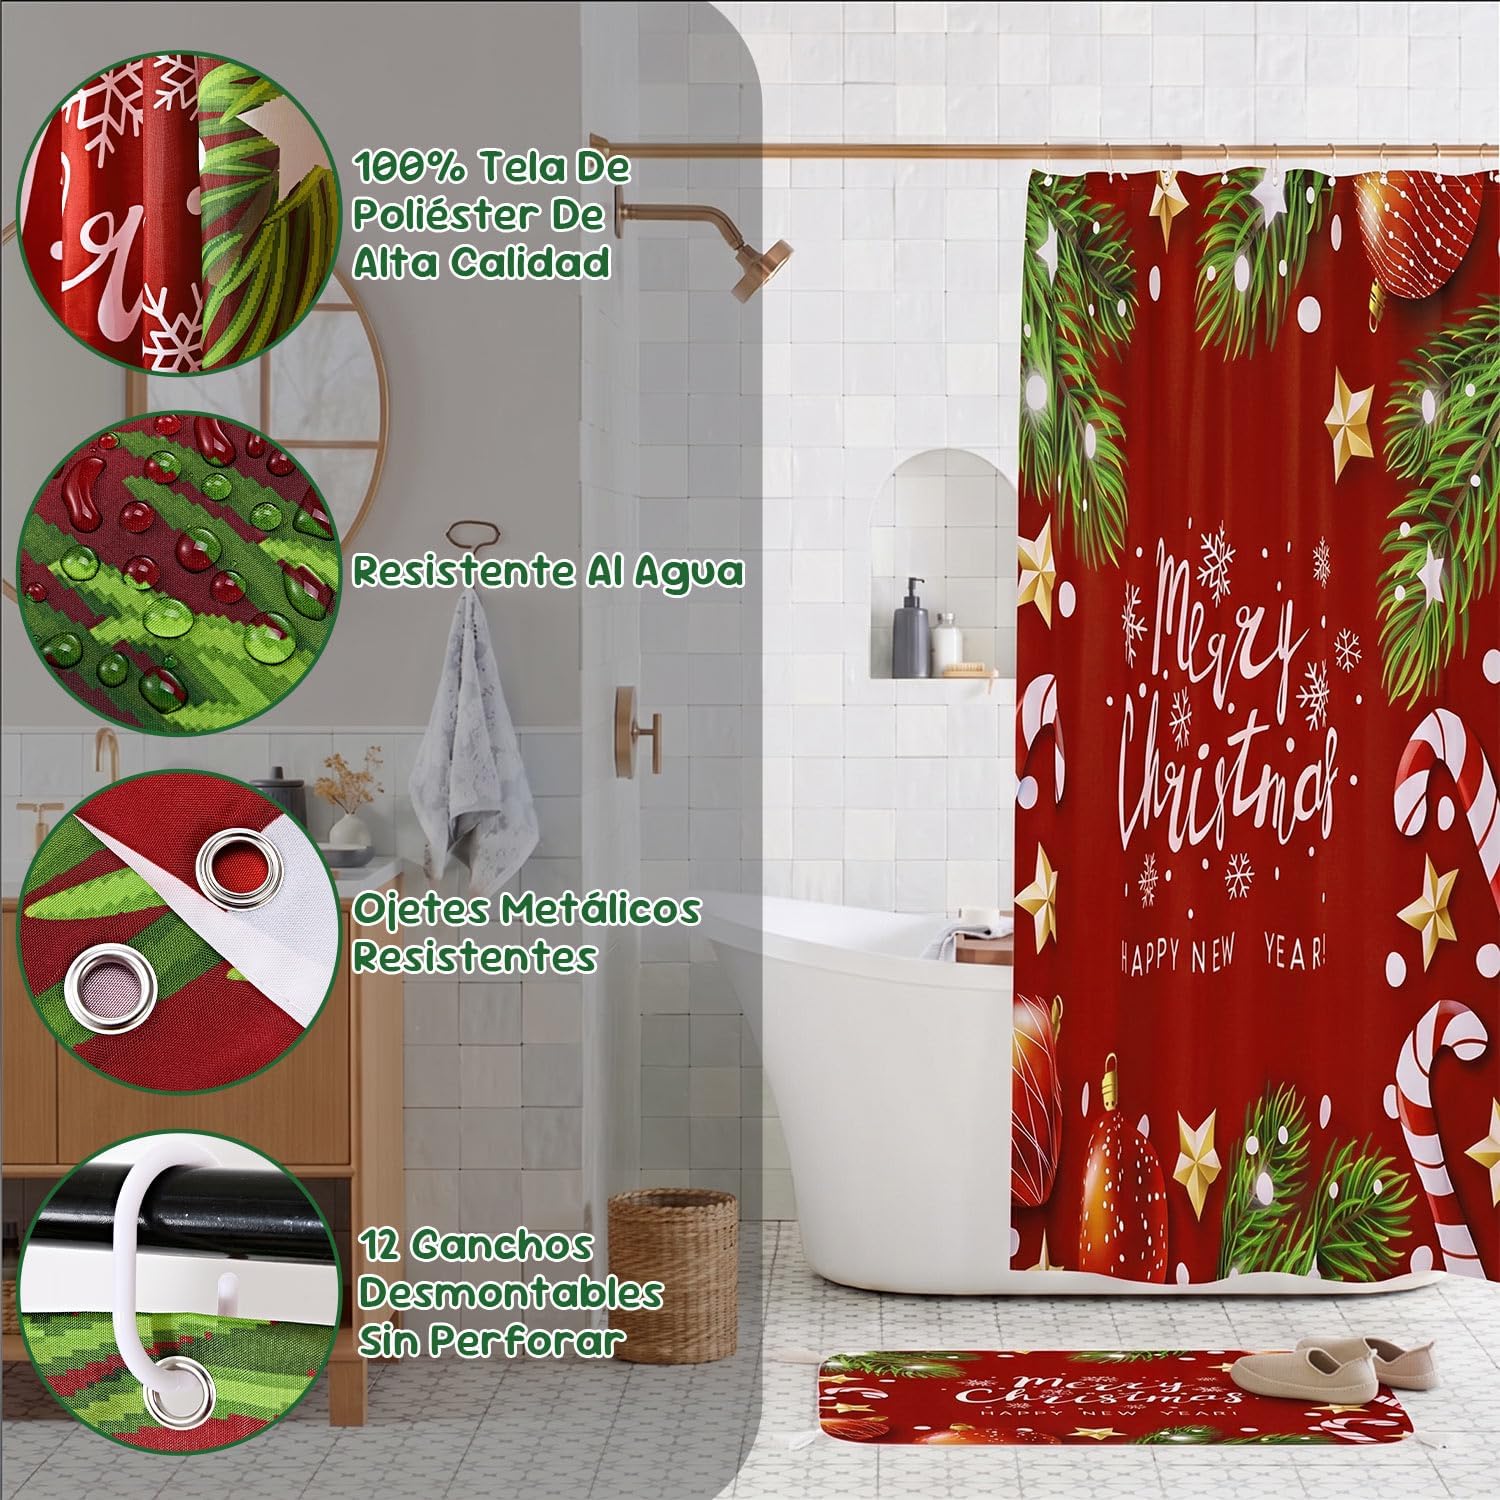 100% Tela De
Poliéster De
Alta Calidad
Resistente Al Agua
Ojetes Metálicos
Resistentes
12 Ganchos
Desmontables
Sin Perforar
Merry
Christmas
HAPPY NEW YEAR!
Merry
Christmas
HAPPY NEW YEAR!